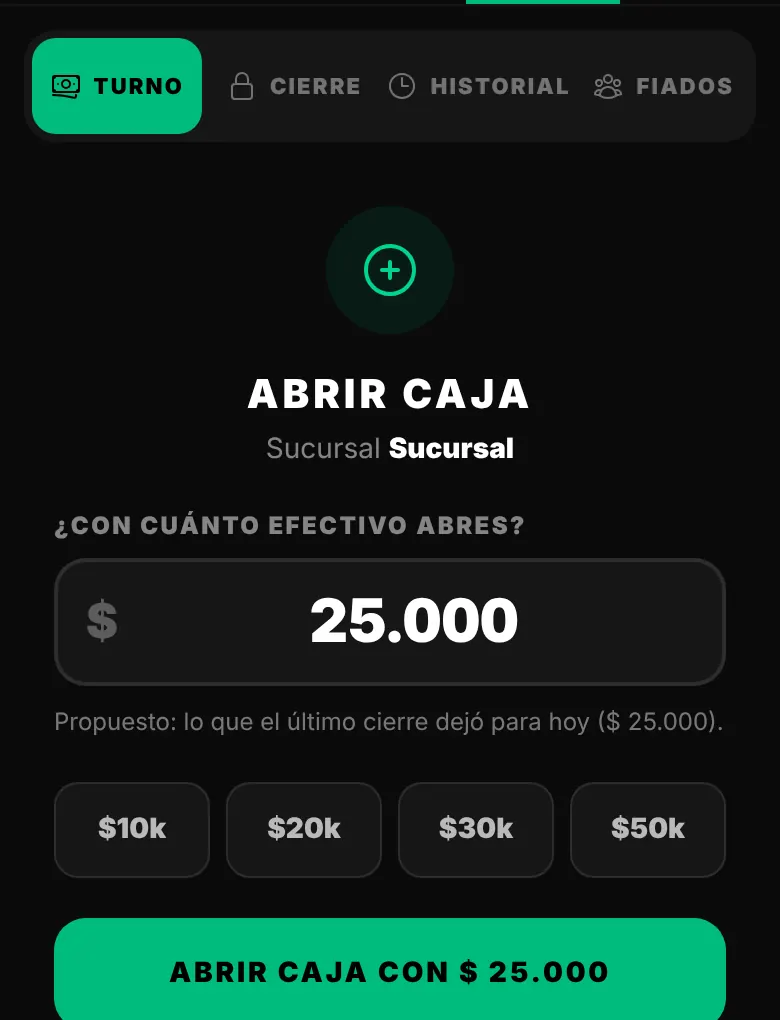 TURNO CIERRE HISTORIAL FIADOS
ABRIR CAJA
Sucursal Sucursal
¿CON CUÁNTO EFECTIVO ABRES?
$ 25.000
Propuesto: lo que el último cierre dejó para hoy ($ 25.000).
$10k $20k $30k $50k
ABRIR CAJA CON $ 25.000